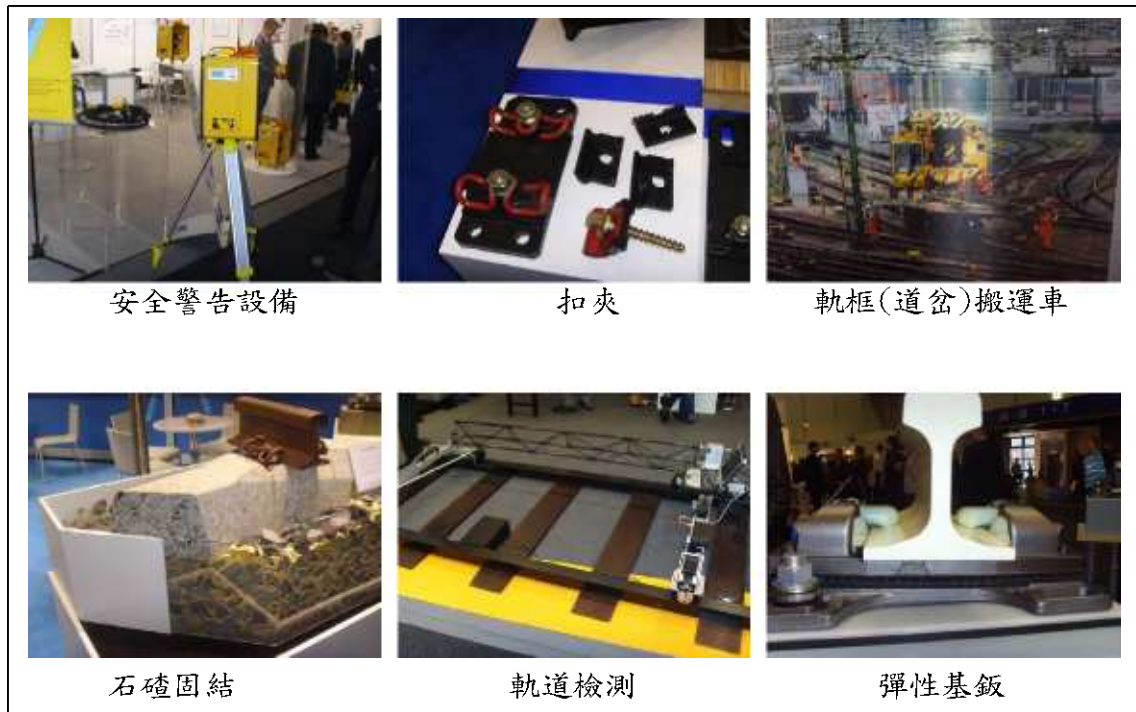 安全警告設備
扣夾
軌框(道岔)搬運車
石碴固結
軌道檢測
彈性基鈑